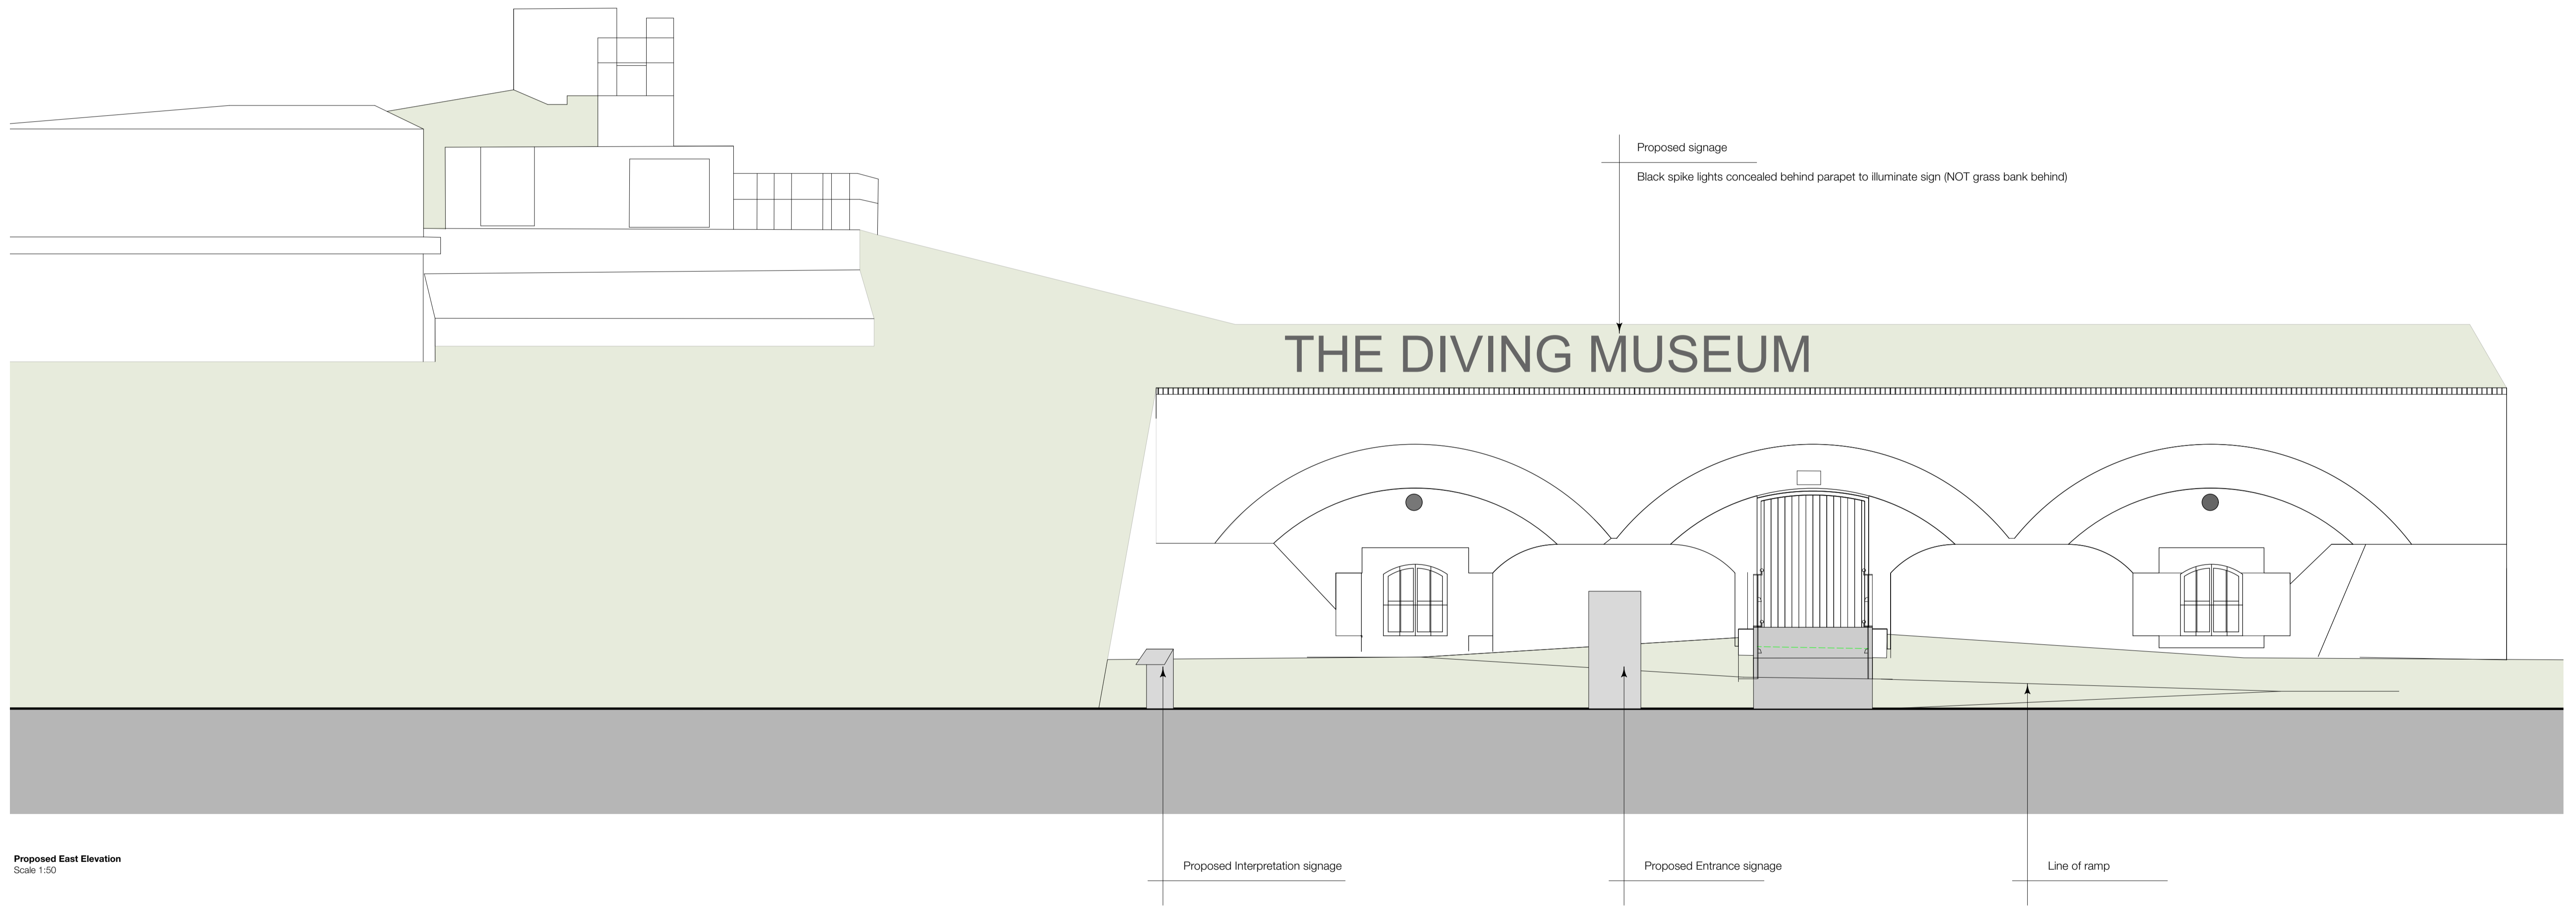 Proposed signage
Black spike lights concealed behind parapet to illuminate sign (NOT grass bank behind)
THE DIVING MUSEUM
Proposed East Elevation
Scale 1:50
Proposed Interpretation signage
Proposed Entrance signage
Line of ramp